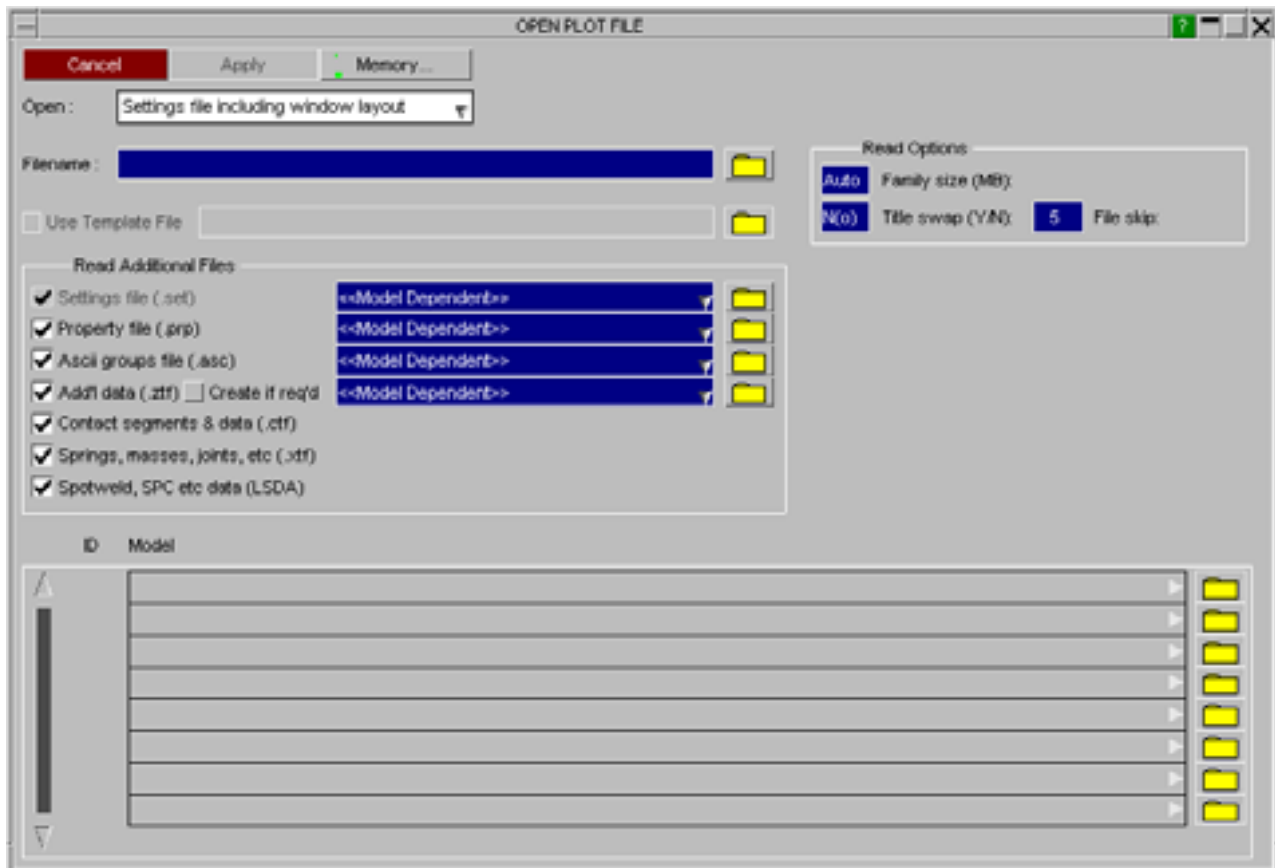 OPEN PLOT FILE ?
Cancel Apply Memory...
Open : Settings file including window layout
Filename :
Read Options
Auto Family size (MB):
Use Template File
N(o) Title swap (Y/N): 5 File skip:
Read Additional Files
Settings file (.set) <<Model Dependent>>
Property file (.prp) <<Model Dependent>>
Ascii groups file (.asc) <<Model Dependent>>
Add'l data (.ztf) Create if req'd <<Model Dependent>>
Contact segments & data (.ctf)
Springs, masses, joints, etc (.xtf)
Spotweld, SPC etc data (LSDA)
ID Model